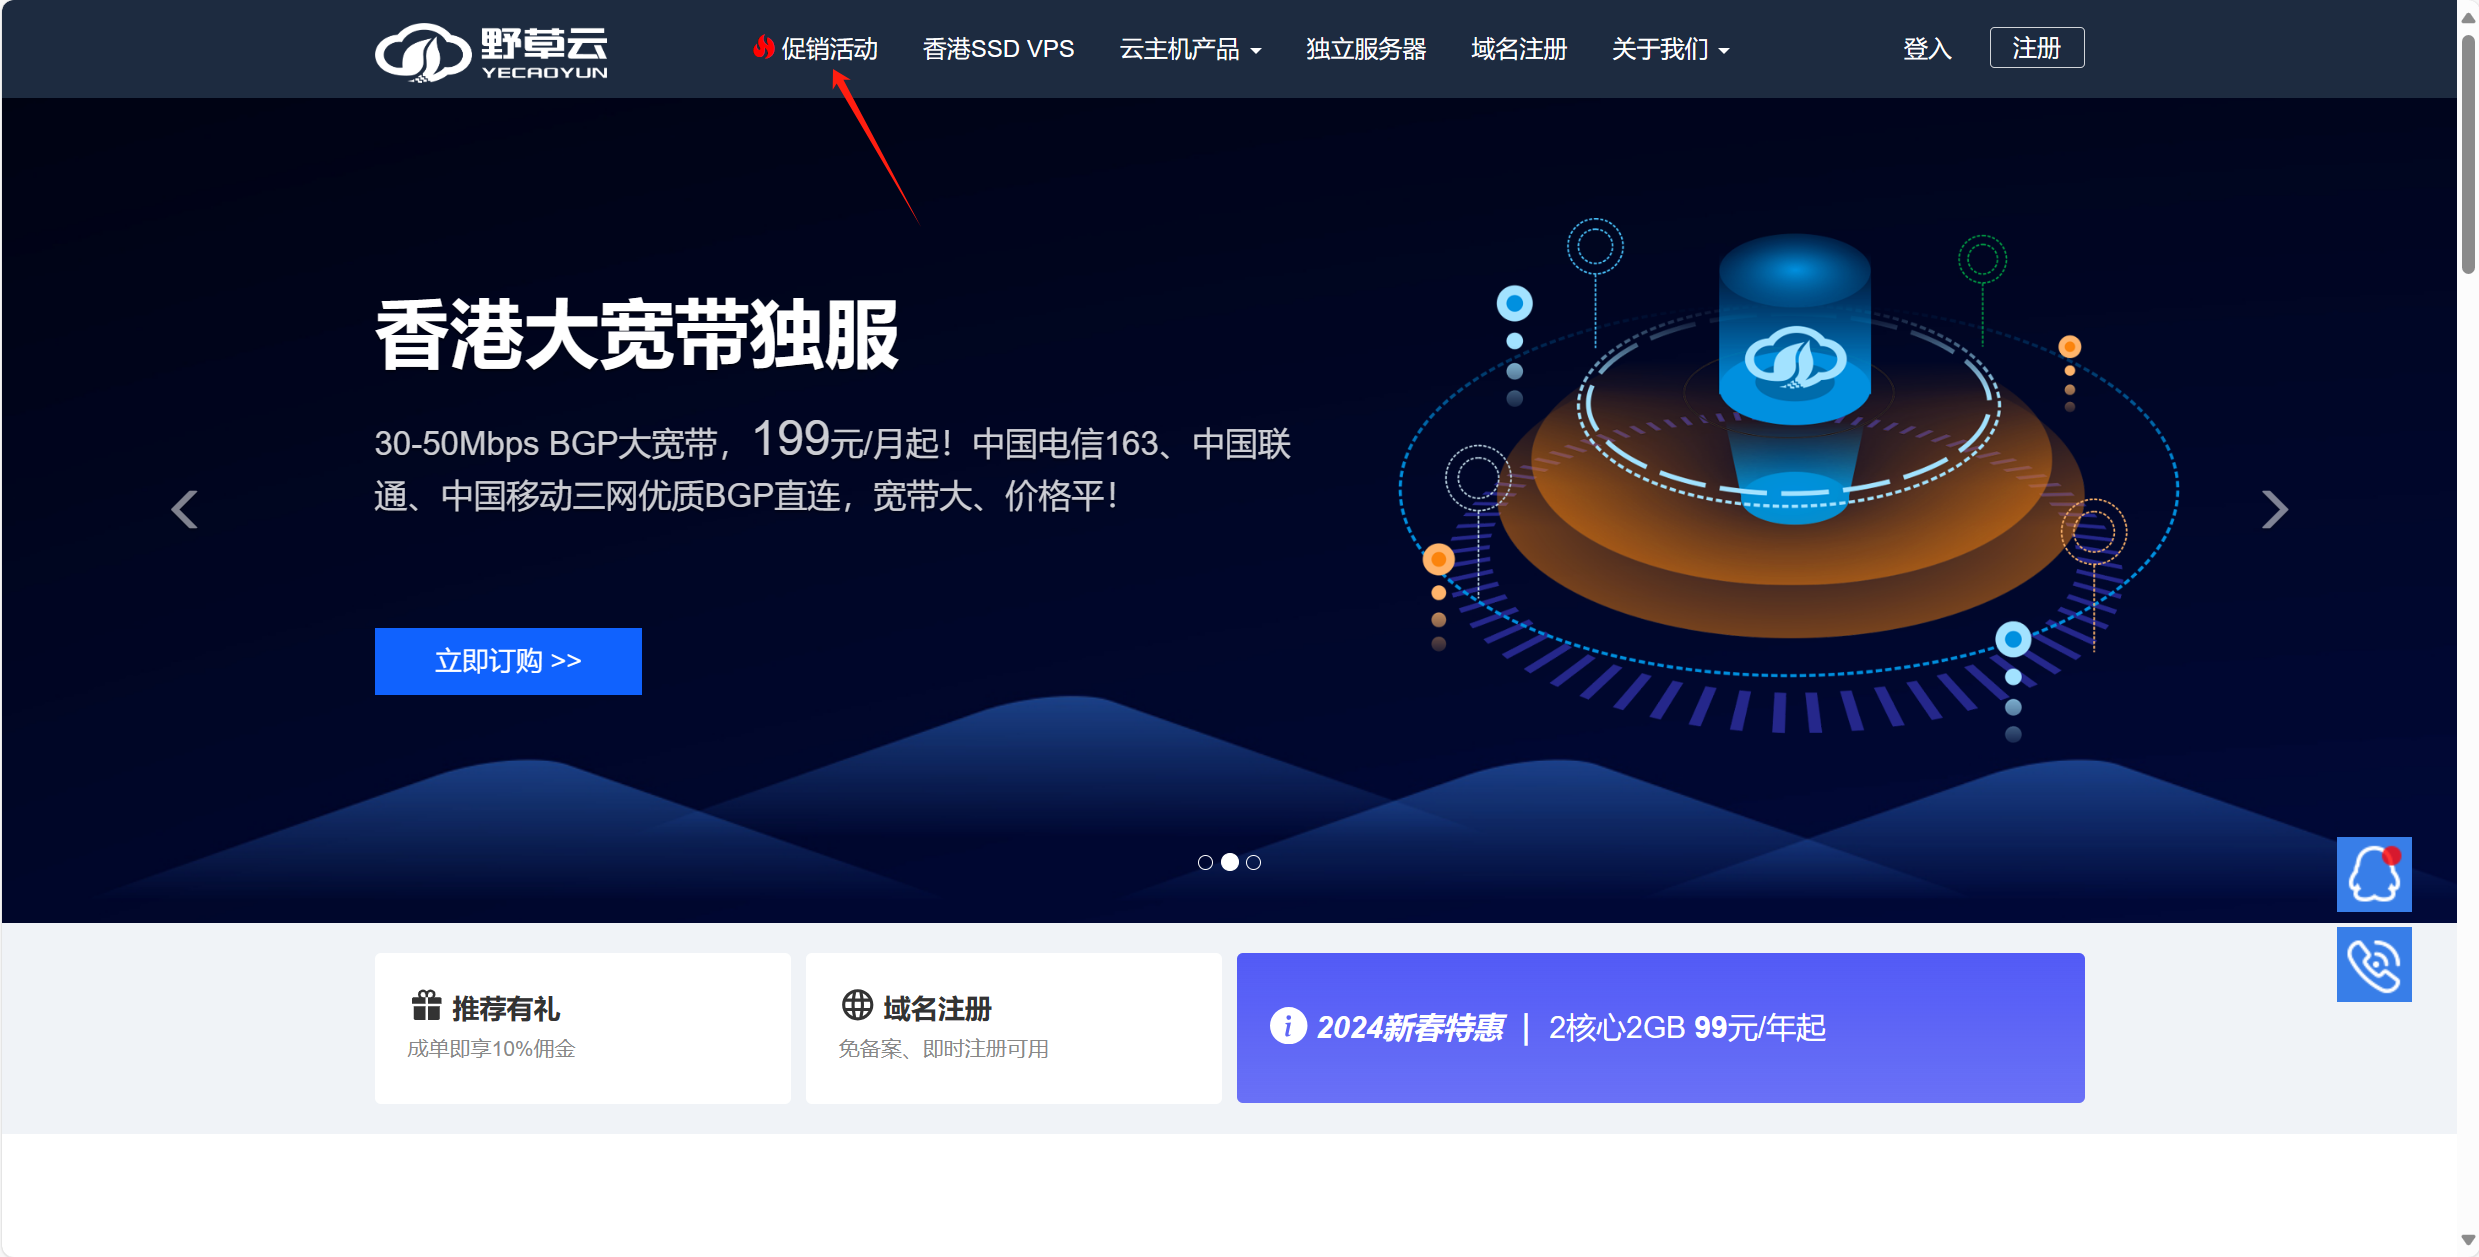 野草云
YECAOYUN
促销活动
香港SSD VPS
云主机产品
独立服务器
域名注册
关于我们
登入
注册
香港大宽带独服
30-50Mbps BGP大宽带，199元/月起！中国电信163、中国联
通、中国移动三网优质BGP直连，宽带大、价格平！
立即订购 >>
推荐有礼
成单即享10%佣金
域名注册
免备案、即时注册可用
2024新春特惠 | 2核心2GB 99元/年起